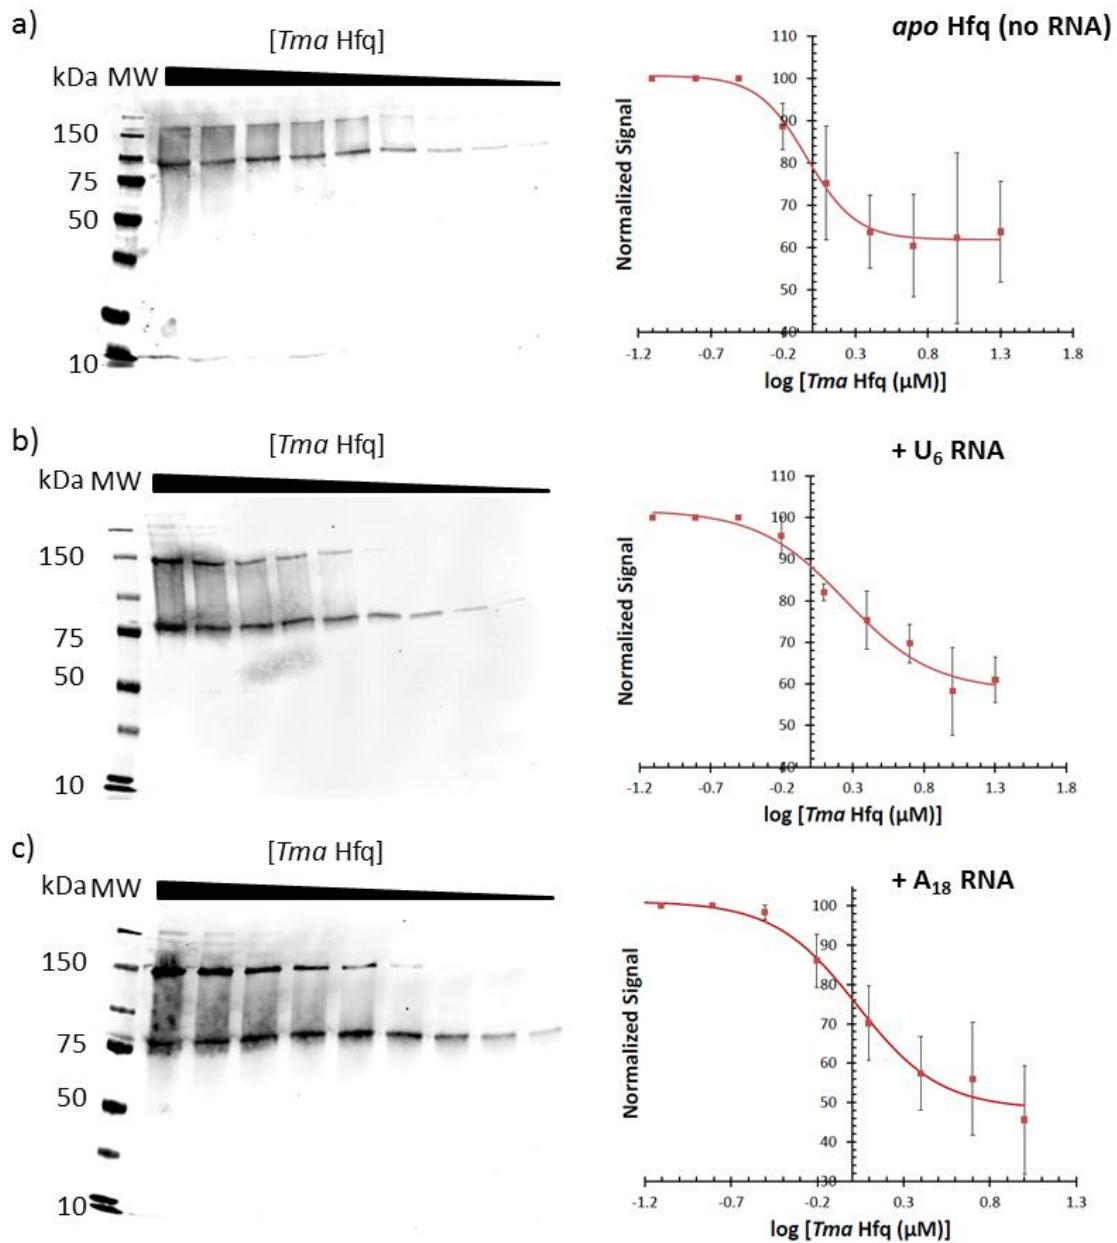 a)
[Tma Hfq]
kDa MW
150
75
50
10
apo Hfq (no RNA)
110
100
90
80
70
60
50
40
Normalized Signal
-1.2 -0.7 -0.2 0.3 0.8 1.3 1.8
log [Tma Hfq (µM)]
b)
[Tma Hfq]
kDa MW
150
75
50
10
+ U₆ RNA
110
100
90
80
70
60
50
40
Normalized Signal
-1.2 -0.7 -0.2 0.3 0.8 1.3 1.8
log [Tma Hfq (µM)]
c)
[Tma Hfq]
kDa MW
150
75
50
10
+ A₁₈ RNA
100
90
80
70
60
50
40
30
Normalized Signal
-1.2 -0.7 -0.2 0.3 0.8 1.3
log [Tma Hfq (µM)]